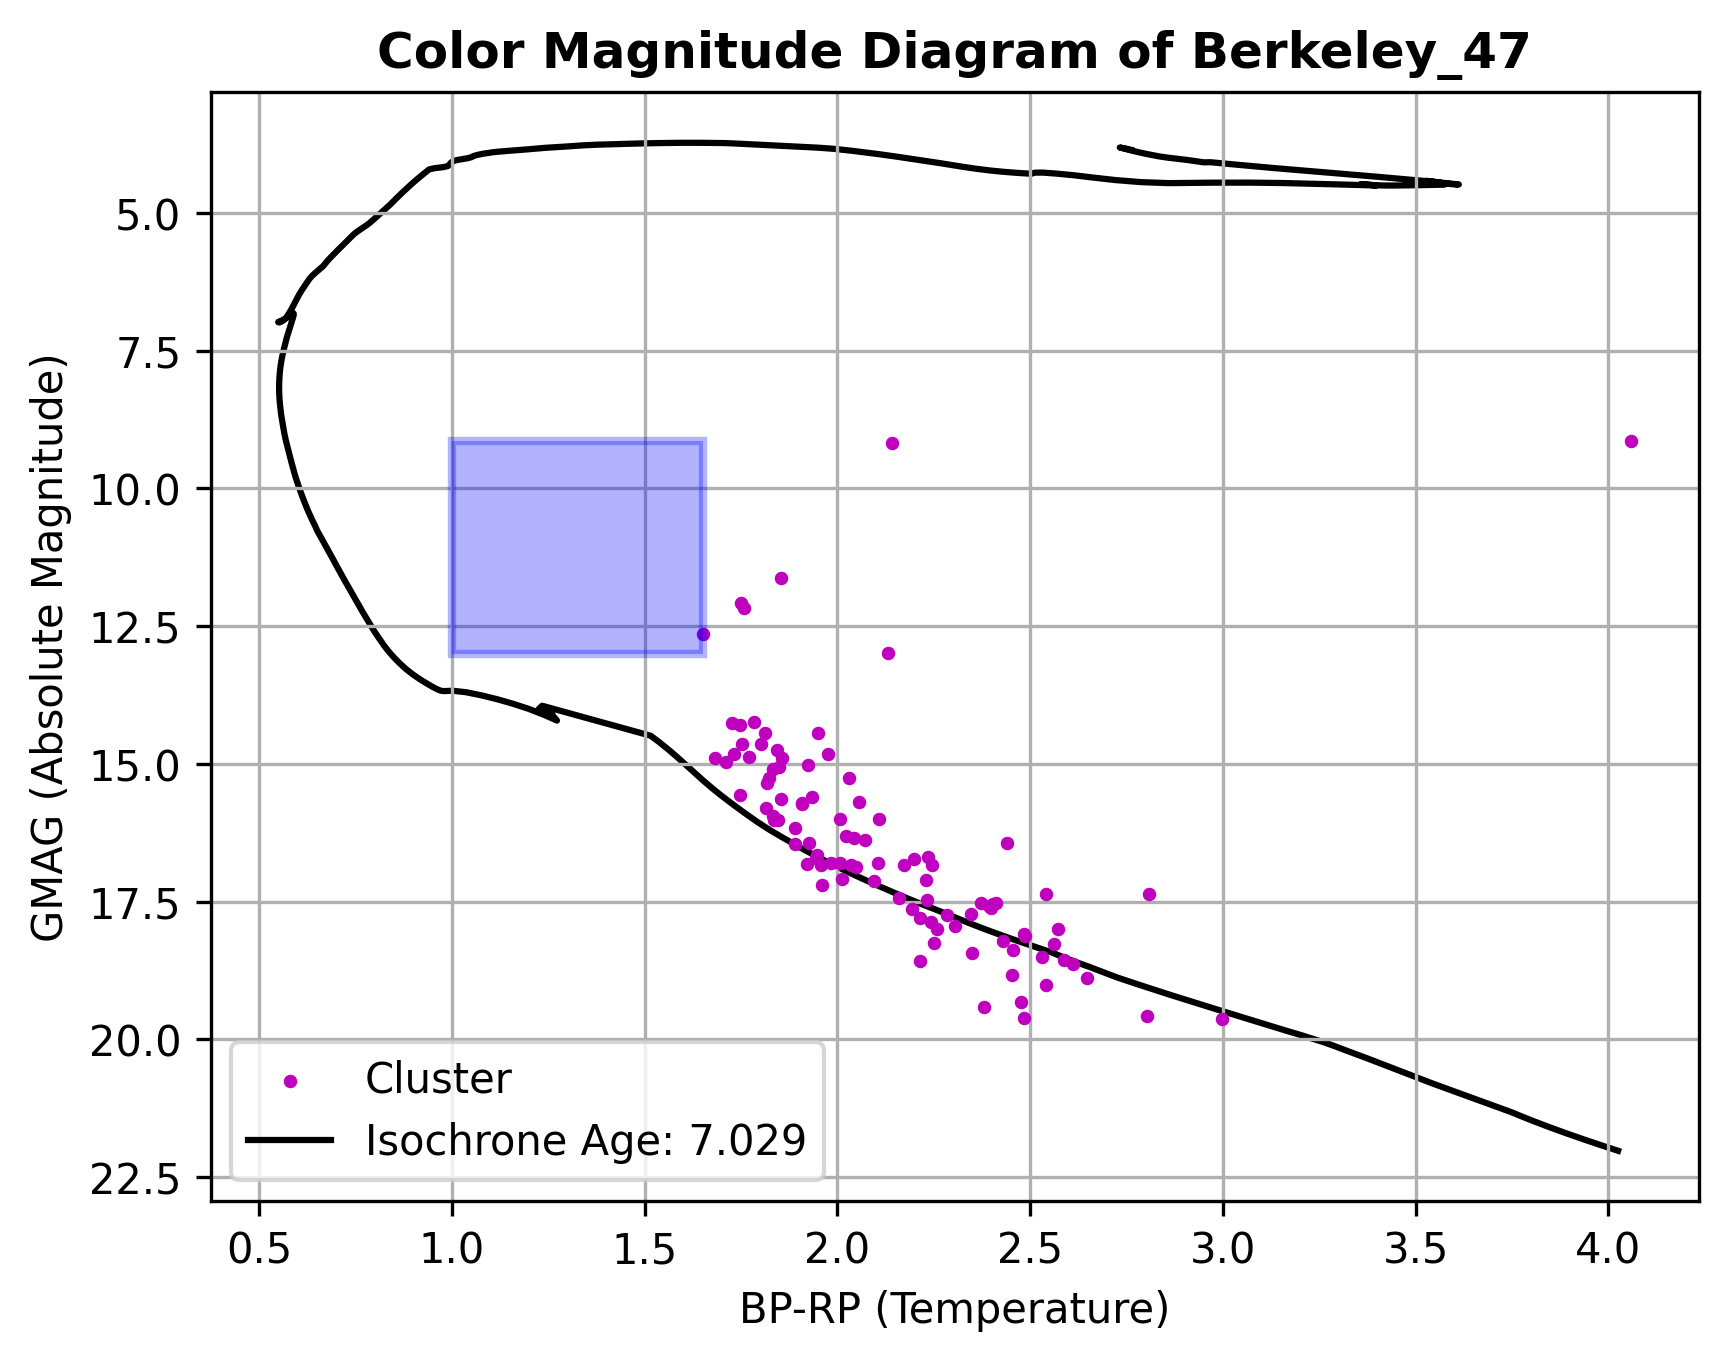 Color Magnitude Diagram of Berkeley_47
GMAG (Absolute Magnitude)
5.0
7.5
10.0
12.5
15.0
17.5
20.0
22.5
Cluster
Isochrone Age: 7.029
0.5 1.0 1.5 2.0 2.5 3.0 3.5 4.0
BP-RP (Temperature)